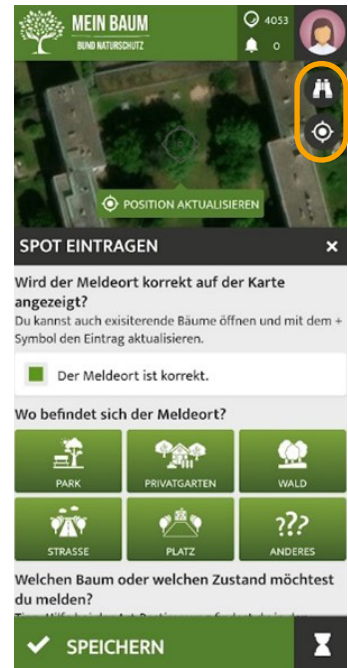 MEIN BAUM
BUND NATURSCHUTZ
4053
0
POSITION AKTUALISIEREN
SPOT EINTRAGEN ×
Wird der Meldeort korrekt auf der Karte
angezeigt?
Du kannst auch exisiterende Bäume öffnen und mit dem +
Symbol den Eintrag aktualisieren.
Der Meldeort ist korrekt.
Wo befindet sich der Meldeort?
PARK PRIVATGARTEN WALD
???
STRASSE PLATZ ANDERES
Welchen Baum oder welchen Zustand möchtest
du melden?
SPEICHERN